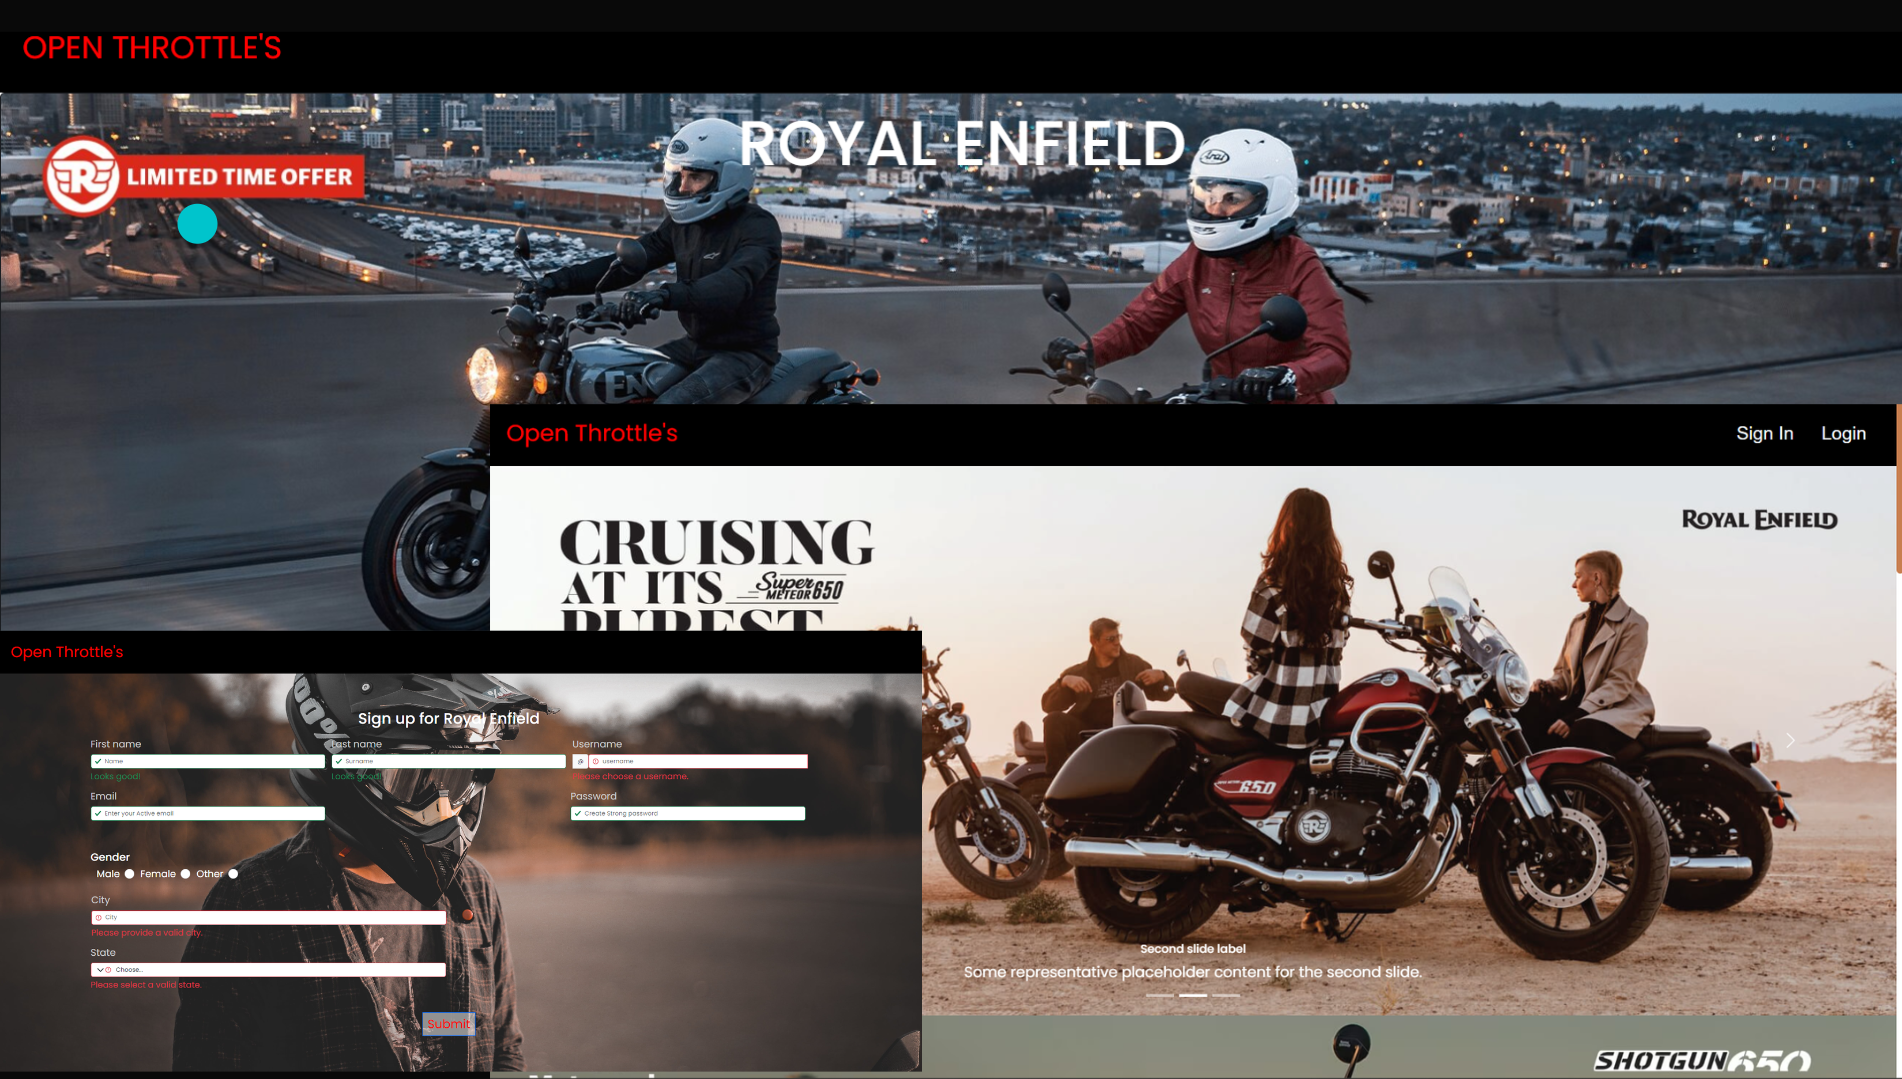 OPEN THROTTLE'S
ROYAL ENFIELD
LIMITED TIME OFFER
Arai
Open Throttle's
Sign In
Login
ROYAL ENFIELD
CRUISING
AT ITS
Super
METEOR 650
PUREST
650
Second slide label
Some representative placeholder content for the second slide.
SHOTGUN 650
Open Throttle's
100%
Sign up for Royal Enfield
First name
Last name
Username
Name
Surname
@
username
Looks good!
Looks good!
Please choose a username.
Email
Password
Enter your Active email
Create Strong password
Gender
Male
Female
Other
City
City
Please provide a valid city.
State
Choose...
Please select a valid state.
Submit